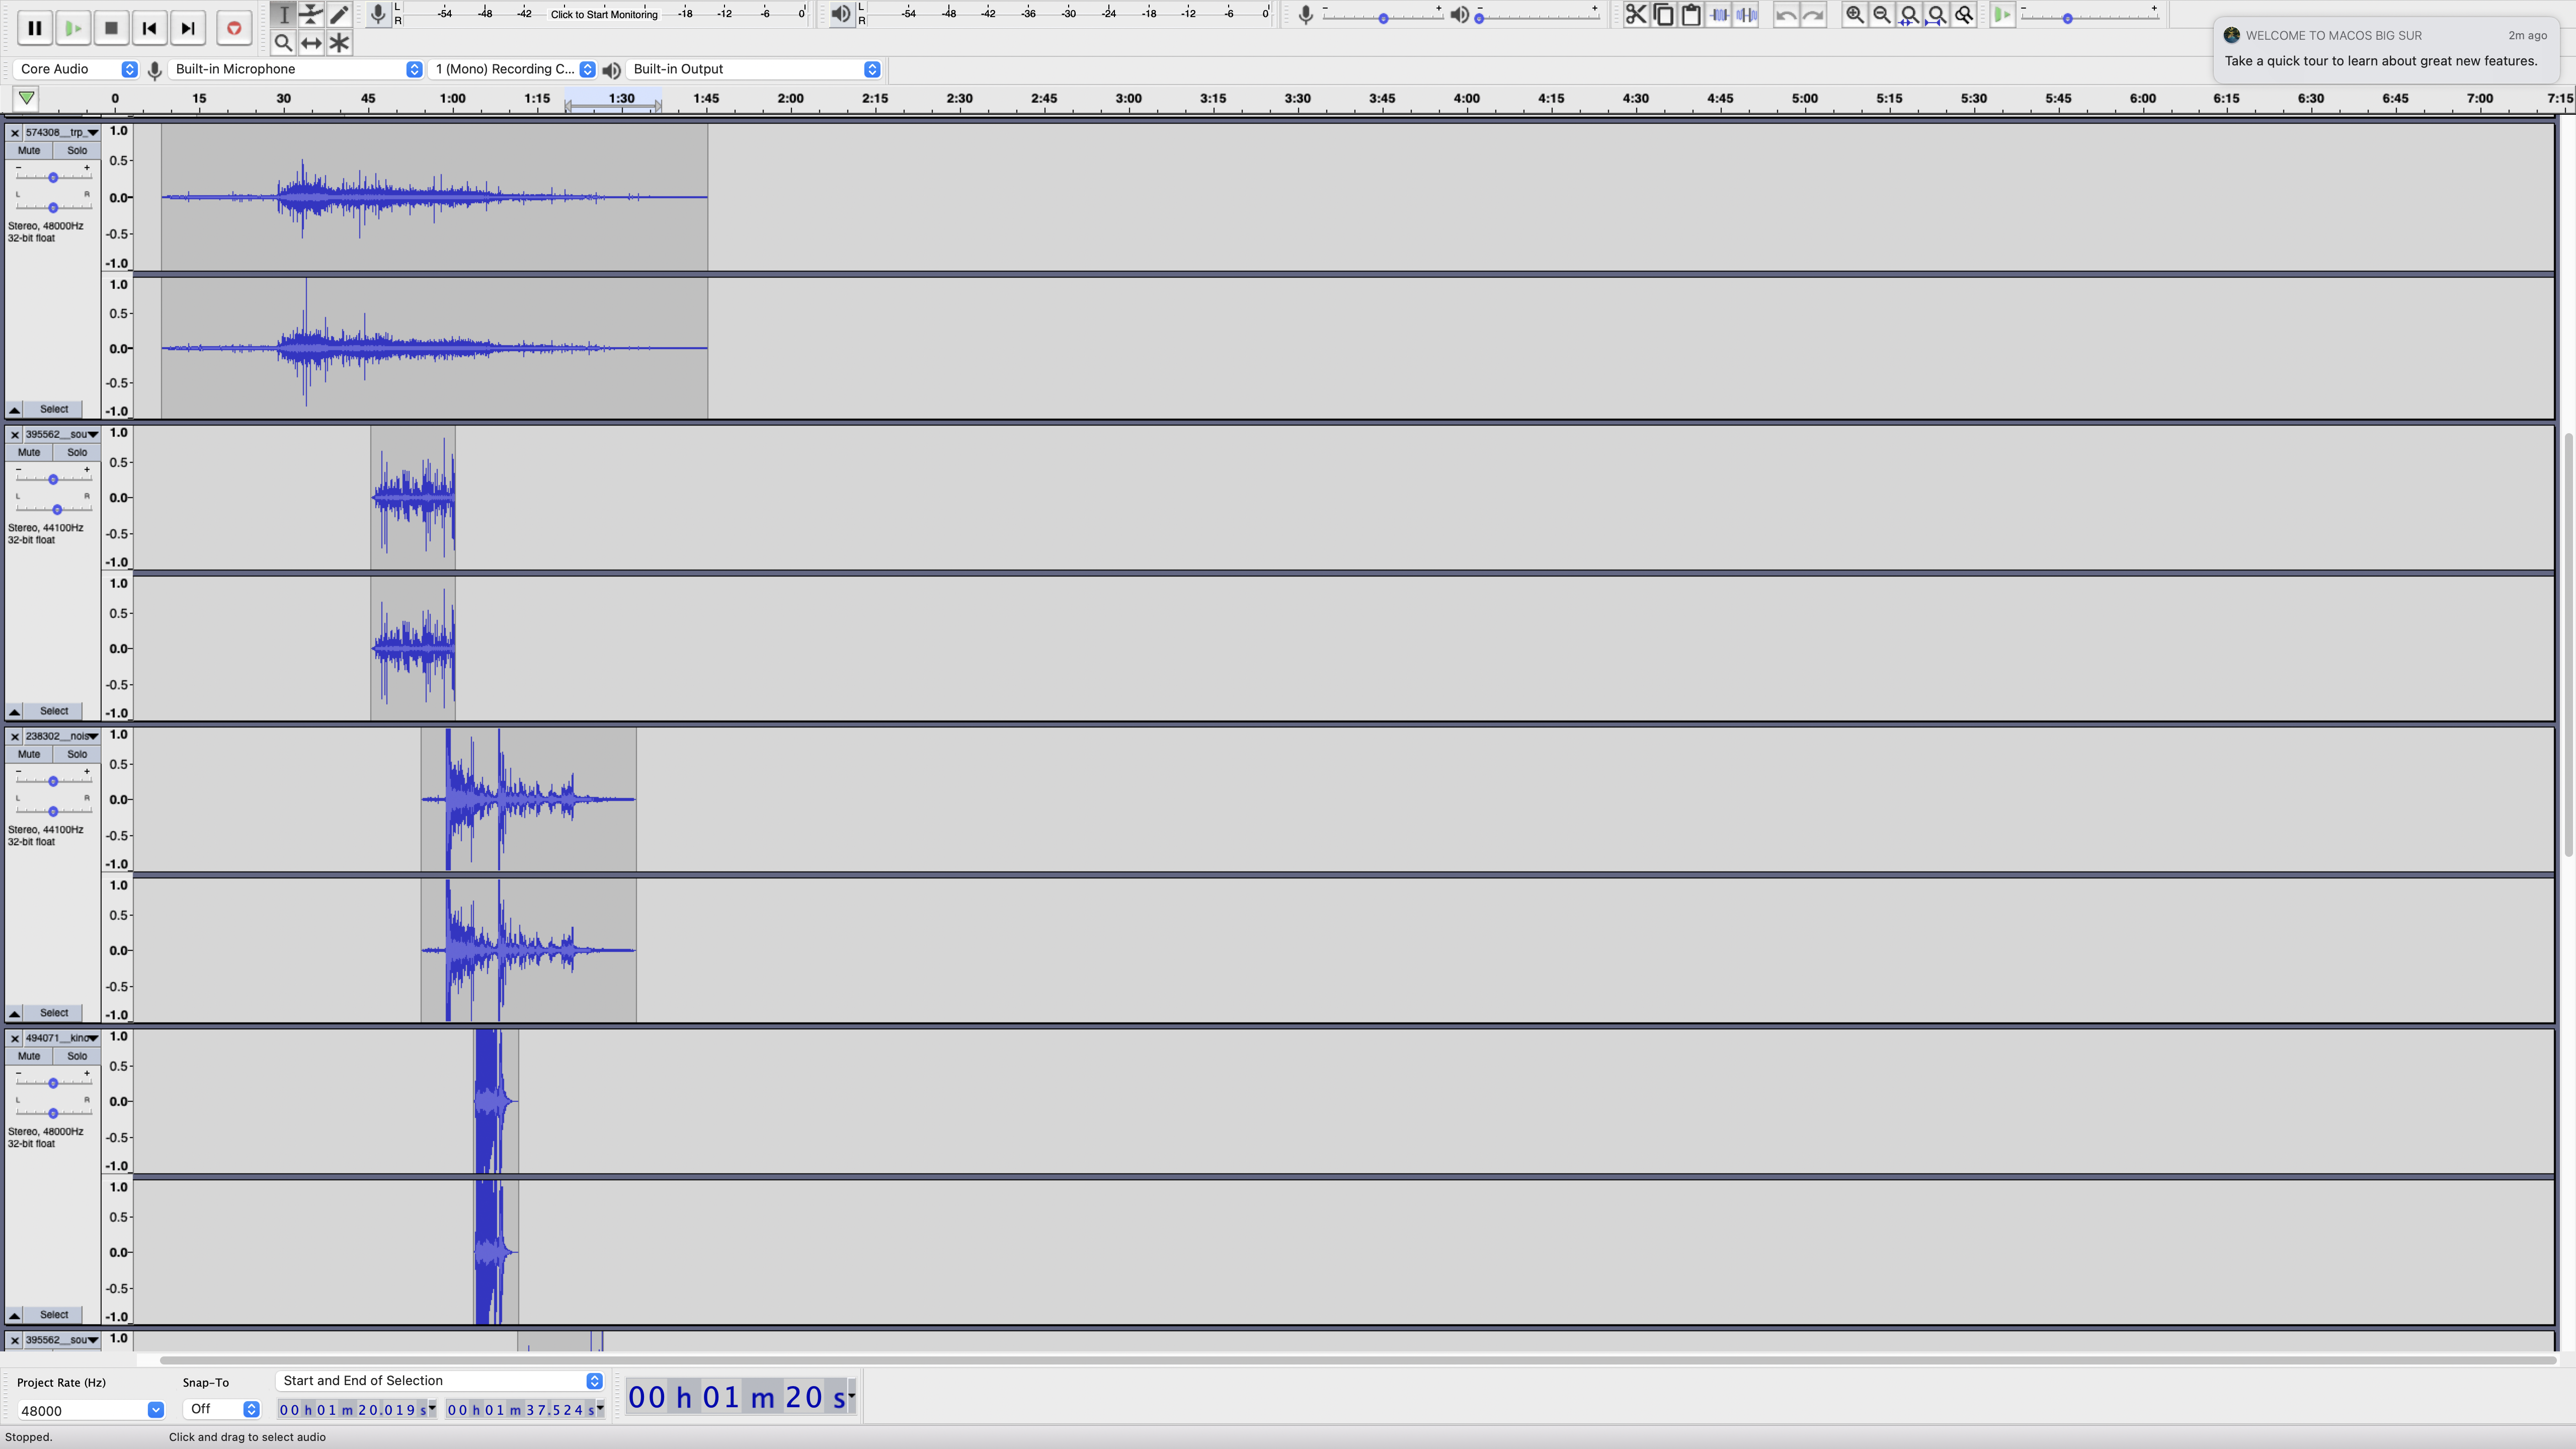 L
R
-54 -48 -42 Click to Start Monitoring -18 -12 -6 0
L
R
-54 -48 -42 -36 -30 -24 -18 -12 -6 0
- + - + - +
WELCOME TO MACOS BIG SUR 2m ago
Take a quick tour to learn about great new features.
Core Audio Built-in Microphone 1 (Mono) Recording C... Built-in Output
0 15 30 45 1:00 1:15 1:30 1:45 2:00 2:15 2:30 2:45 3:00 3:15 3:30 3:45 4:00 4:15 4:30 4:45 5:00 5:15 5:30 5:45 6:00 6:15 6:30 6:45 7:00 7:15
574308__trp_ 1.0
Mute Solo
0.5
- +
L R
0.0
Stereo, 48000Hz
-0.5
32-bit float
-1.0
1.0
0.5
0.0
-0.5
Select -1.0
395562__sou 1.0
Mute Solo
0.5
- +
L R
0.0
Stereo, 44100Hz
-0.5
32-bit float
-1.0
1.0
0.5
0.0
-0.5
Select -1.0
238302__nois 1.0
Mute Solo
0.5
- +
L R
0.0
Stereo, 44100Hz
-0.5
32-bit float
-1.0
1.0
0.5
0.0
-0.5
Select -1.0
494071__kino 1.0
Mute Solo
0.5
- +
L R
0.0
Stereo, 48000Hz
-0.5
32-bit float
-1.0
1.0
0.5
0.0
-0.5
Select -1.0
395562__sou 1.0
Project Rate (Hz) Snap-To Start and End of Selection
48000 Off 00 h 01 m 20.019 s 00 h 01 m 37.524 s 00 h 01 m 20 s
Stopped. Click and drag to select audio